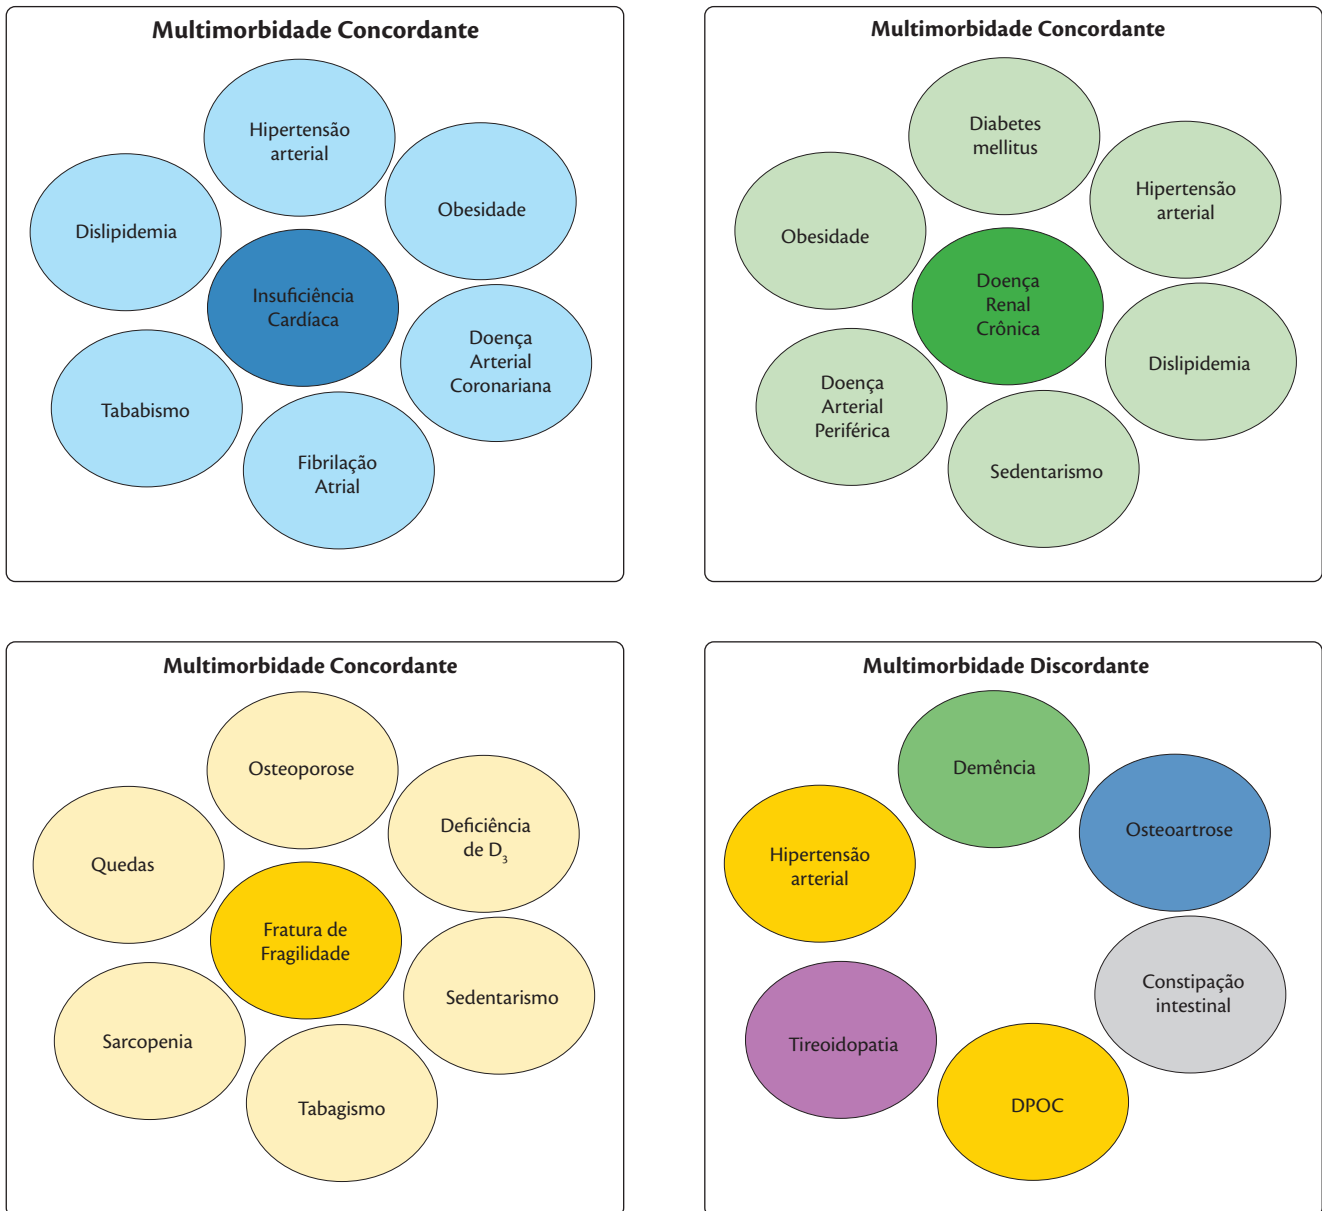 Multimorbidade Concordante
Hipertensão
arterial
Obesidade
Dislipidemia
Insuficiência
Cardíaca
Doença
Arterial
Coronariana
Tababismo
Fibrilação
Atrial
Multimorbidade Concordante
Diabetes
mellitus
Hipertensão
arterial
Obesidade
Doença
Renal
Crônica
Dislipidemia
Doença
Arterial
Periférica
Sedentarismo
Multimorbidade Concordante
Osteoporose
Deficiência
de D₃
Quedas
Fratura de
Fragilidade
Sedentarismo
Sarcopenia
Tabagismo
Multimorbidade Discordante
Demência
Osteoartrose
Hipertensão
arterial
Constipação
intestinal
Tireoidopatia
DPOC